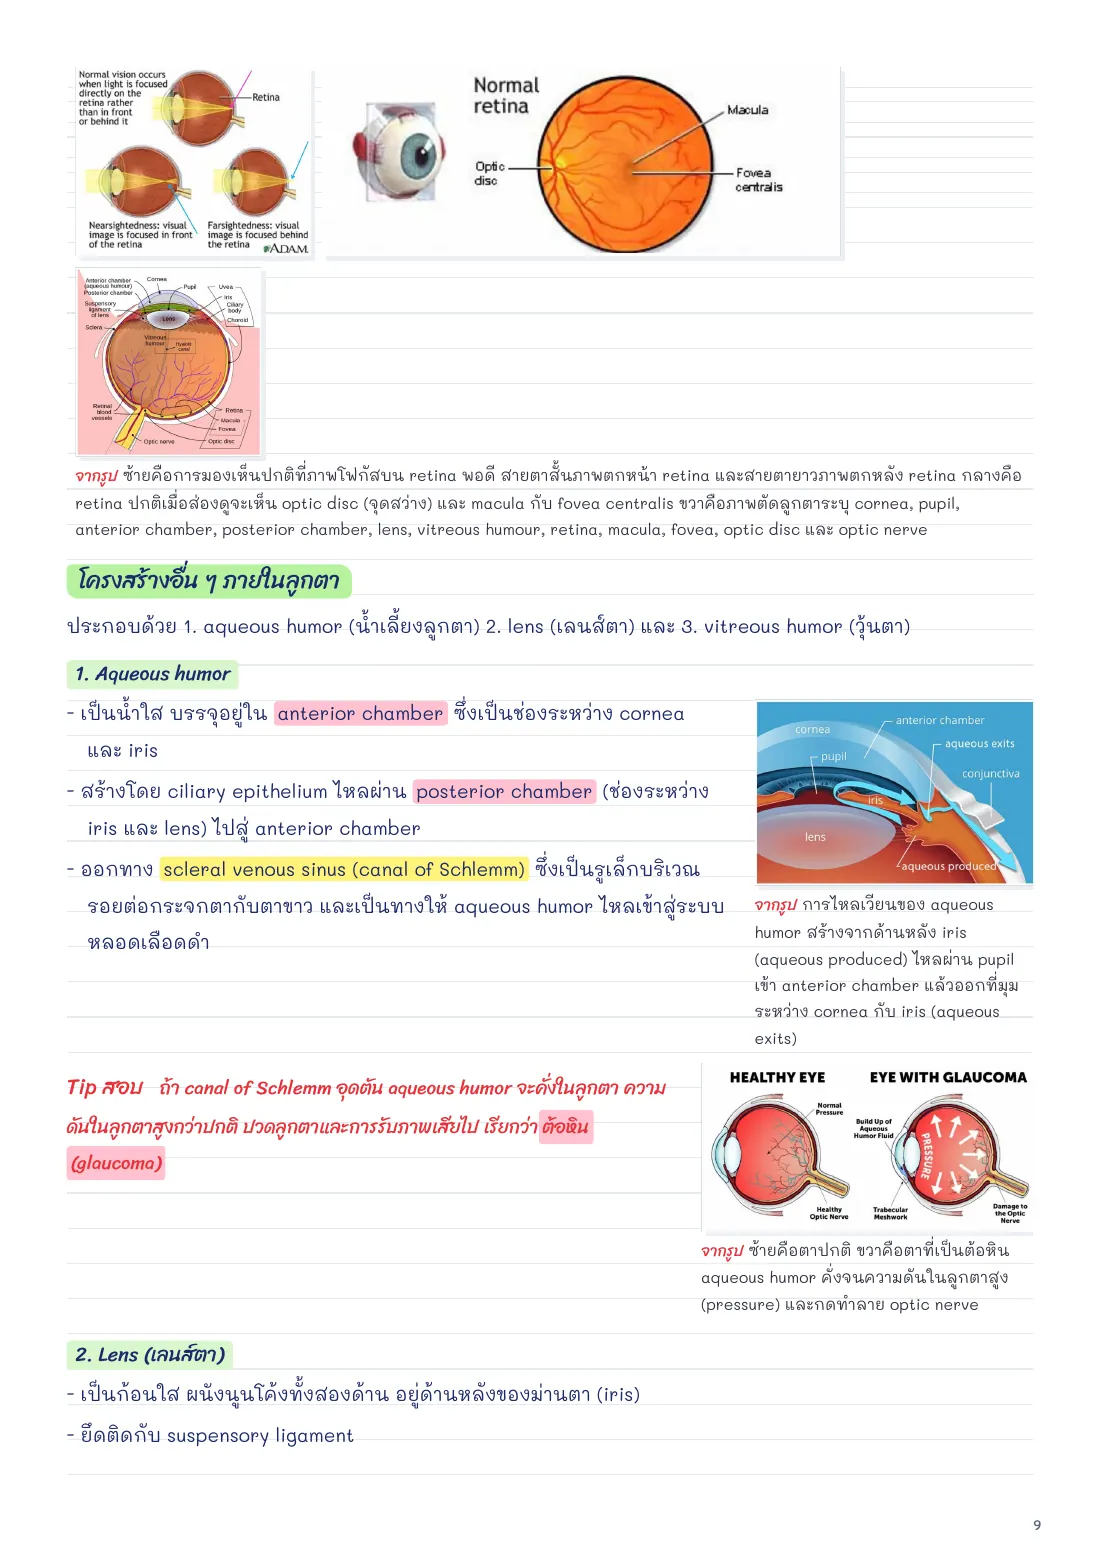 Normal vision occurs
when light is focused
directly on the
retina rather
than in front
or behind it
Retina
Nearsightedness: visual
image is focused in front
of the retina
Farsightedness: visual
image is focused behind
the retina
ADAM.
Normal
retina
Macula
Optic
disc
Fovea
centralis
Anterior chamber
(aqueous humour)
Cornea
Posterior chamber
Pupil
Uvea
Iris
Ciliary
body
Choroid
Suspensory
ligament
of lens
Lens
Sclera
Vitreous
humour
Hyaloid
canal
Retinal
blood
vessels
Retina
Macula
Fovea
Optic nerve
Optic disc
จากรูป ซ้ายคือการมองเห็นปกติที่ภาพโฟกัสบน retina พอดี สายตาสั้นภาพตกหน้า retina และสายตายาวภาพตกหลัง retina กลางคือ
retina ปกติเมื่อส่องดูจะเห็น optic disc (จุดสว่าง) และ macula กับ fovea centralis ขวาคือภาพตัดลูกตาระบุ cornea, pupil,
anterior chamber, posterior chamber, lens, vitreous humour, retina, macula, fovea, optic disc และ optic nerve
โครงสร้างอื่น ๆ ภายในลูกตา
ประกอบด้วย 1. aqueous humor (น้ำเลี้ยงลูกตา) 2. lens (เลนส์ตา) และ 3. vitreous humor (วุ้นตา)
1. Aqueous humor
- เป็นน้ำใส บรรจุอยู่ใน anterior chamber ซึ่งเป็นช่องระหว่าง cornea
และ iris
- สร้างโดย ciliary epithelium ไหลผ่าน posterior chamber (ช่องระหว่าง
iris และ lens) ไปสู่ anterior chamber
- ออกทาง scleral venous sinus (canal of Schlemm) ซึ่งเป็นรูเล็กบริเวณ
รอยต่อกระจกตากับตาขาว และเป็นทางให้ aqueous humor ไหลเข้าสู่ระบบ
หลอดเลือดดำ
cornea
anterior chamber
pupil
aqueous exits
conjunctiva
iris
lens
aqueous produced
จากรูป การไหลเวียนของ aqueous
humor สร้างจากด้านหลัง iris
(aqueous produced) ไหลผ่าน pupil
เข้า anterior chamber แล้วออกที่มุม
ระหว่าง cornea กับ iris (aqueous
exits)
Tip สอบ ถ้า canal of Schlemm อุดตัน aqueous humor จะคั่งในลูกตา ความ
ดันในลูกตาสูงกว่าปกติ ปวดลูกตาและการรับภาพเสียไป เรียกว่า ต้อหิน
(glaucoma)
HEALTHY EYE
EYE WITH GLAUCOMA
Normal
Pressure
Build Up of
Aqueous
Humor Fluid
PRESSURE
Healthy
Optic Nerve
Trabecular
Meshwork
Damage to
the Optic
Nerve
จากรูป ซ้ายคือตาปกติ ขวาคือตาที่เป็นต้อหิน
aqueous humor คั่งจนความดันในลูกตาสูง
(pressure) และกดทำลาย optic nerve
2. Lens (เลนส์ตา)
- เป็นก้อนใส ผนังนูนโค้งทั้งสองด้าน อยู่ด้านหลังของม่านตา (iris)
- ยึดติดกับ suspensory ligament
9